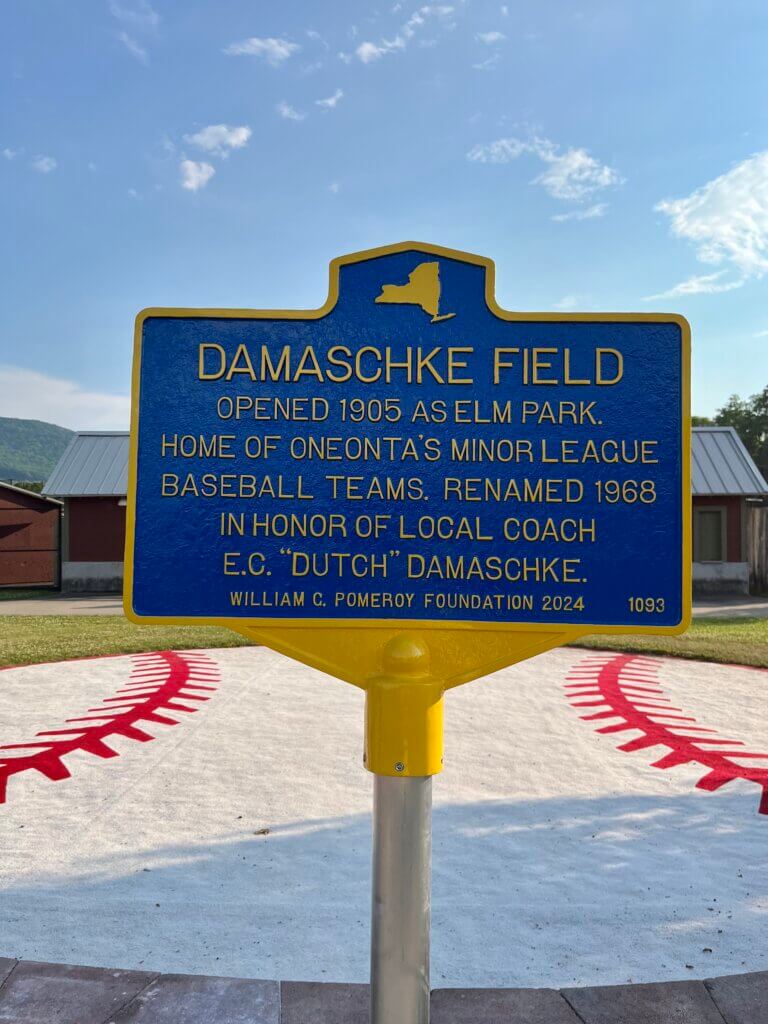 DAMASCHKE FIELD
OPENED 1905 AS ELM PARK.
HOME OF ONEONTA'S MINOR LEAGUE
BASEBALL TEAMS. RENAMED 1968
IN HONOR OF LOCAL COACH
E.C. "DUTCH" DAMASCHKE.
WILLIAM G. POMEROY FOUNDATION 2024 1093